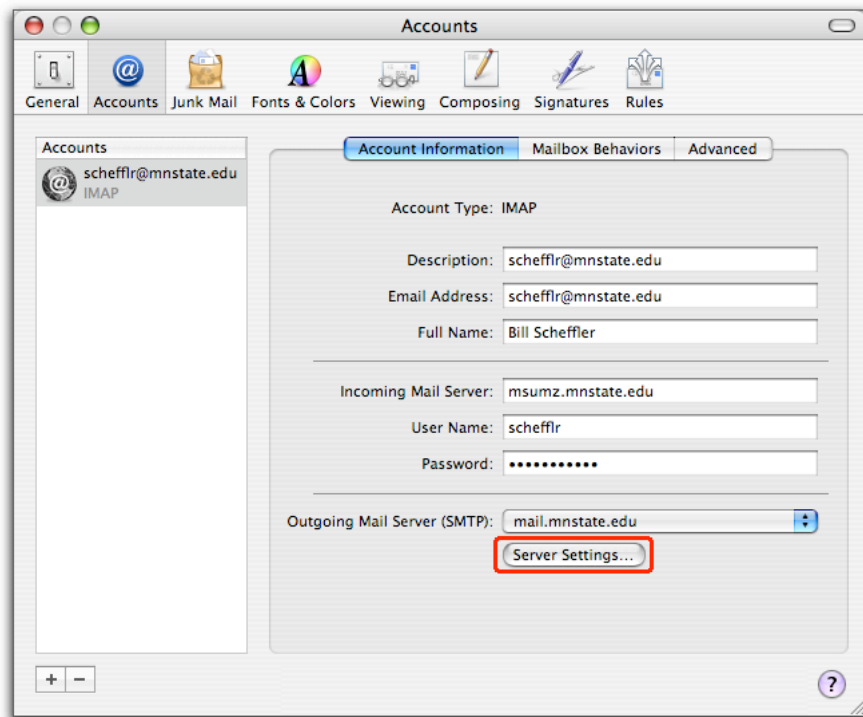 Accounts
General Accounts Junk Mail Fonts & Colors Viewing Composing Signatures Rules
Accounts
schefflr@mnstate.edu
IMAP
Account Information Mailbox Behaviors Advanced
Account Type: IMAP
Description: schefflr@mnstate.edu
Email Address: schefflr@mnstate.edu
Full Name: Bill Scheffler
Incoming Mail Server: msumz.mnstate.edu
User Name: schefflr
Password: •••••••••••
Outgoing Mail Server (SMTP): mail.mnstate.edu
Server Settings...
+ − ?